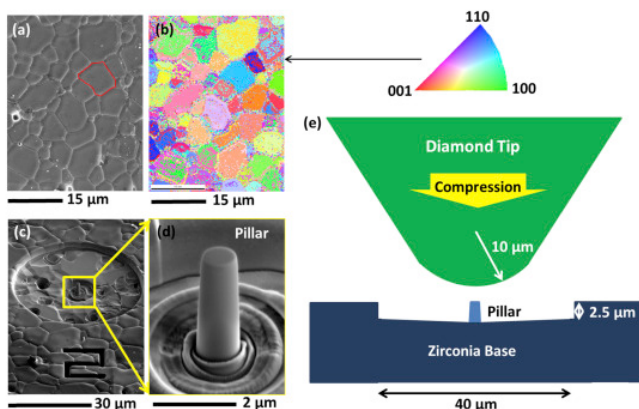 (a)
(b)
110
001
100
15 μm
15 μm
(c)
(d)
Pillar
30 μm
2 μm
(e)
Diamond Tip
Compression
10 μm
Pillar
2.5 μm
Zirconia Base
40 μm